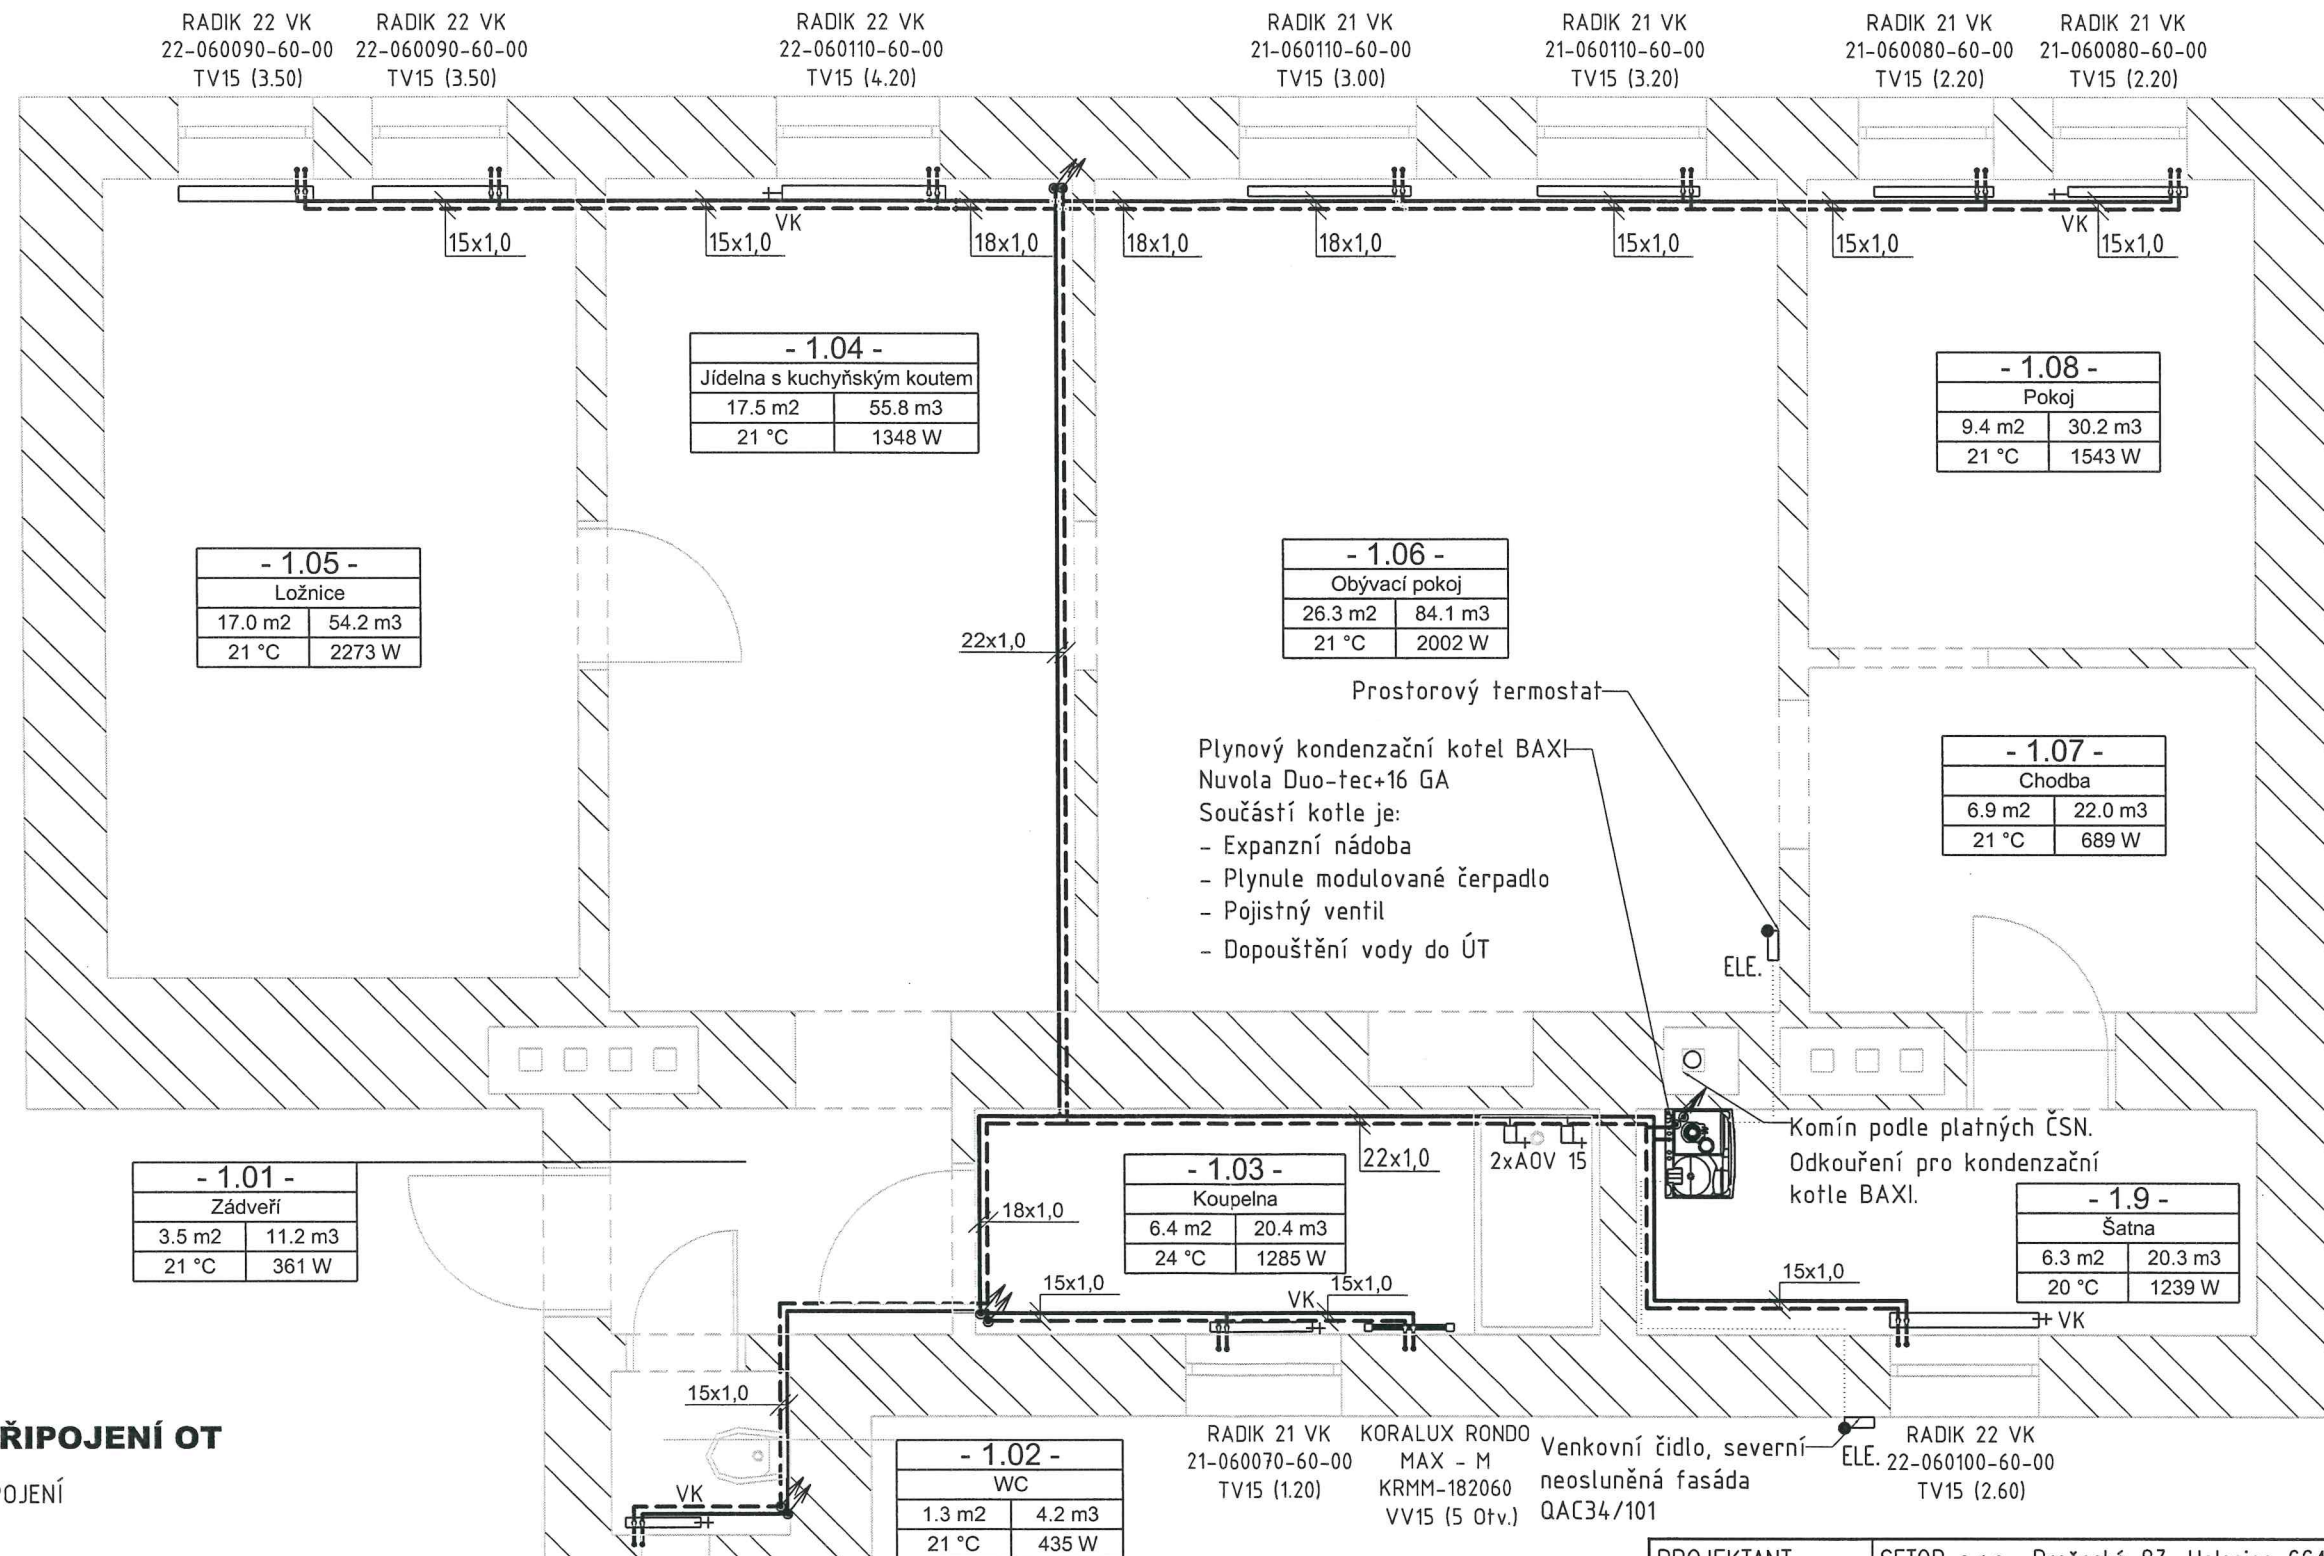 RADIK 22 VK
22-060090-60-00
TV15 (3.50)
RADIK 22 VK
22-060090-60-00
TV15 (3.50)
RADIK 22 VK
22-060110-60-00
TV15 (4.20)
RADIK 21 VK
21-060110-60-00
TV15 (3.00)
RADIK 21 VK
21-060110-60-00
TV15 (3.20)
RADIK 21 VK
21-060080-60-00
TV15 (2.20)
RADIK 21 VK
21-060080-60-00
TV15 (2.20)
VK
VK
15x1,0
15x1,0
18x1,0
18x1,0
18x1,0
15x1,0
15x1,0
15x1,0
- 1.04 -
Jídelna s kuchyňským koutem
17.5 m2 55.8 m3
21 °C 1348 W
- 1.08 -
Pokoj
9.4 m2 30.2 m3
21 °C 1543 W
- 1.05 -
Ložnice
17.0 m2 54.2 m3
21 °C 2273 W
22x1,0
- 1.06 -
Obývací pokoj
26.3 m2 84.1 m3
21 °C 2002 W
Prostorový termostat
Plynový kondenzační kotel BAXI
Nuvola Duo-tec+16 GA
Součástí kotle je:
- Expanzní nádoba
- Plynule modulované čerpadlo
- Pojistný ventil
- Dopouštění vody do ÚT
- 1.07 -
Chodba
6.9 m2 22.0 m3
21 °C 689 W
ELE.
Komín podle platných ČSN.
Odkouření pro kondenzační
kotle BAXI.
- 1.01 -
Zádveří
3.5 m2 11.2 m3
21 °C 361 W
18x1,0
- 1.03 -
Koupelna
6.4 m2 20.4 m3
24 °C 1285 W
22x1,0
2xAOV 15
- 1.9 -
Šatna
6.3 m2 20.3 m3
20 °C 1239 W
15x1,0
15x1,0
VK
15x1,0
VK
15x1,0
VK
ŘIPOJENÍ OT
POJENÍ
- 1.02 -
WC
1.3 m2 4.2 m3
21 °C 435 W
RADIK 21 VK
21-060070-60-00
TV15 (1.20)
KORALUX RONDO
MAX - M
KRMM-182060
VV15 (5 Otv.)
Venkovní čidlo, severní
neosluněná fasáda
QAC34/101
ELE.
RADIK 22 VK
22-060100-60-00
TV15 (2.60)